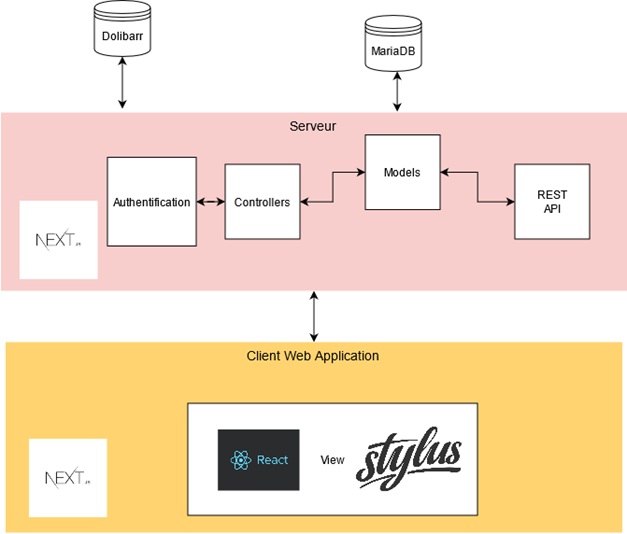 Dolibarr
MariaDB
Serveur
Authentification
Controllers
Models
REST
API
NEXT.JS
Client Web Application
React
View
stylus
NEXT.JS